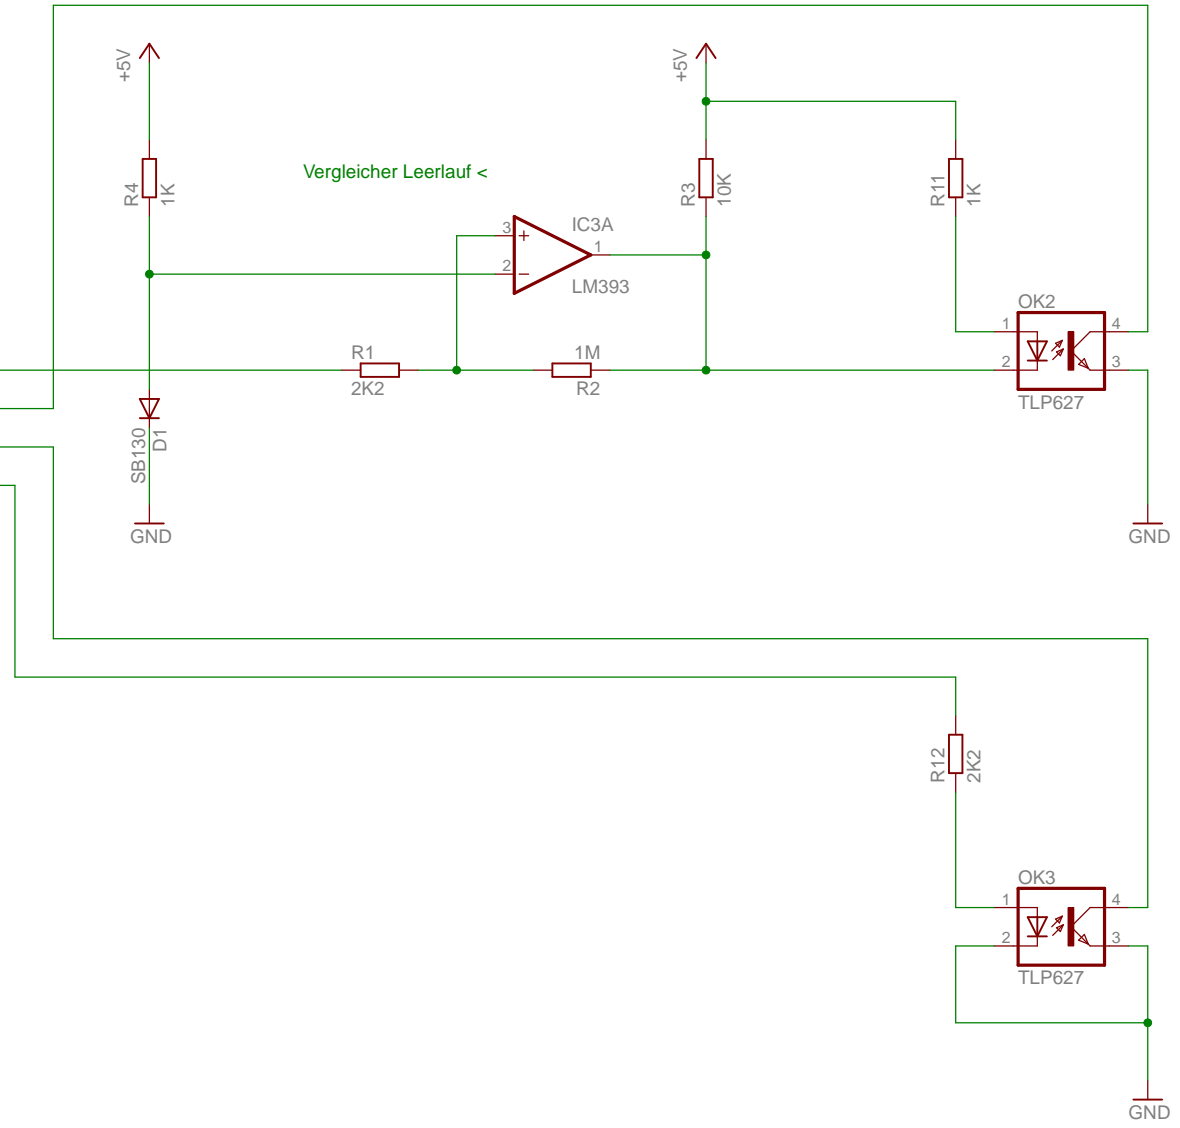 +5V
+5V
Vergleicher Leerlauf <
R4
1K
R3
10K
R11
1K
3
2
1
IC3A
LM393
OK2
1
2
4
3
TLP627
R1
2K2
1M
R2
SB130
D1
GND
GND
R12
2K2
OK3
1
2
4
3
TLP627
GND